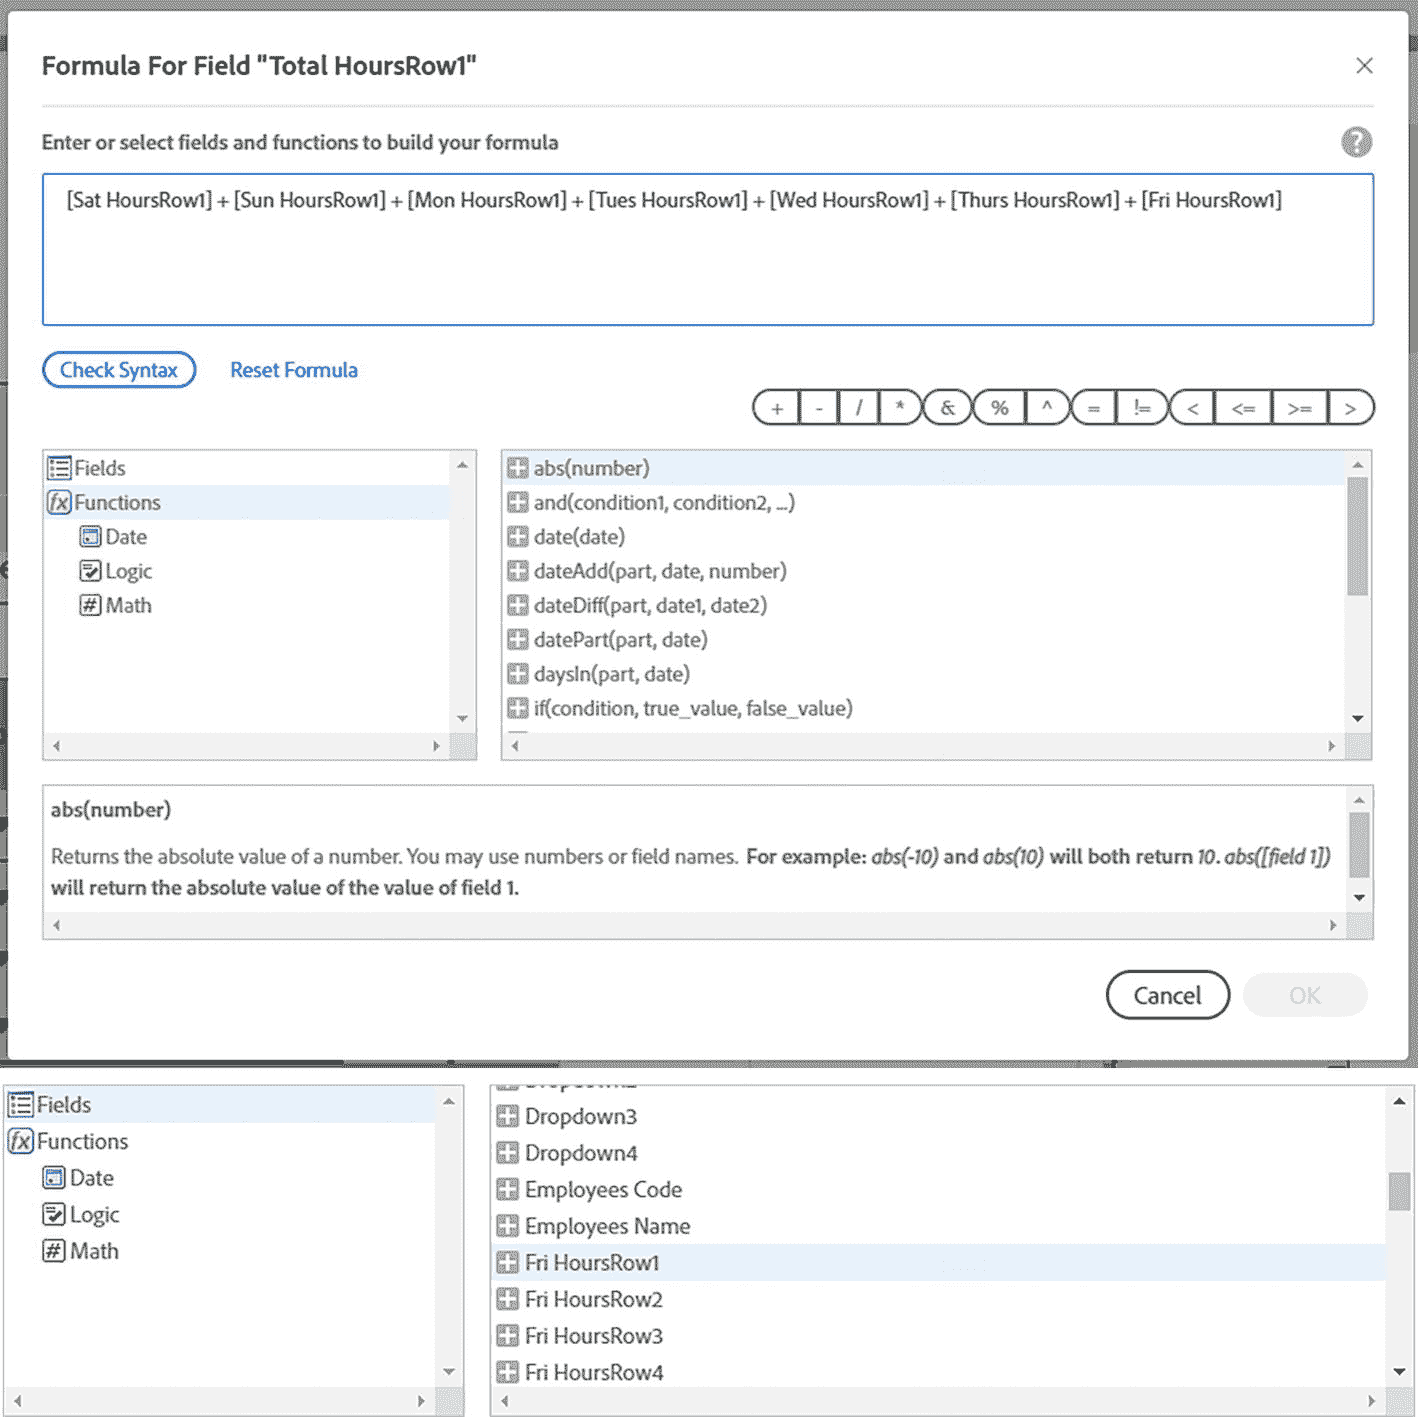 Formula For Field "Total HoursRow1"
Enter or select fields and functions to build your formula
?
[Sat HoursRow1] + [Sun HoursRow1] + [Mon HoursRow1] + [Tues HoursRow1] + [Wed HoursRow1] + [Thurs HoursRow1] + [Fri HoursRow1]
Check Syntax Reset Formula
+ - / * & % ^ = != < <= >= >
Fields
fx Functions
Date
Logic
# Math
abs(number)
and(condition1, condition2, ...)
date(date)
dateAdd(part, date, number)
dateDiff(part, date1, date2)
datePart(part, date)
daysIn(part, date)
if(condition, true_value, false_value)
abs(number)
Returns the absolute value of a number. You may use numbers or field names. For example: abs(-10) and abs(10) will both return 10. abs([field 1])
will return the absolute value of the value of field 1.
Cancel OK
Fields
fx Functions
Date
Logic
# Math
Dropdown3
Dropdown4
Employees Code
Employees Name
Fri HoursRow1
Fri HoursRow2
Fri HoursRow3
Fri HoursRow4